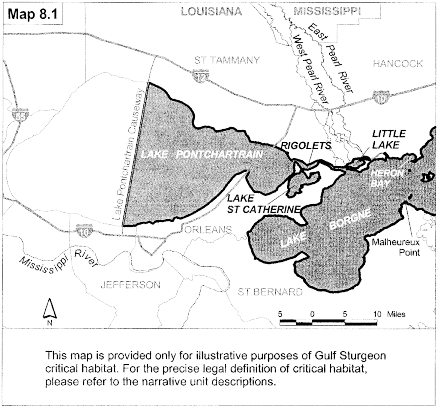 Map 8.1
LOUISIANA
MISSISSIPPI
ST TAMMANY
HANCOCK
East Pearl River
West Pearl River
12
10
55
Lake Pontchartrain Causeway
LAKE PONTCHARTRAIN
RIGOLETS
LITTLE
LAKE
HERON
BAY
LAKE
ST CATHERINE
LAKE BORGNE
Malheureux
Point
10
ORLEANS
Mississippi River
JEFFERSON
ST BERNARD
N
5 0 5 10 Miles
This map is provided only for illustrative purposes of Gulf Sturgeon
critical habitat. For the precise legal definition of critical habitat,
please refer to the narrative unit descriptions.